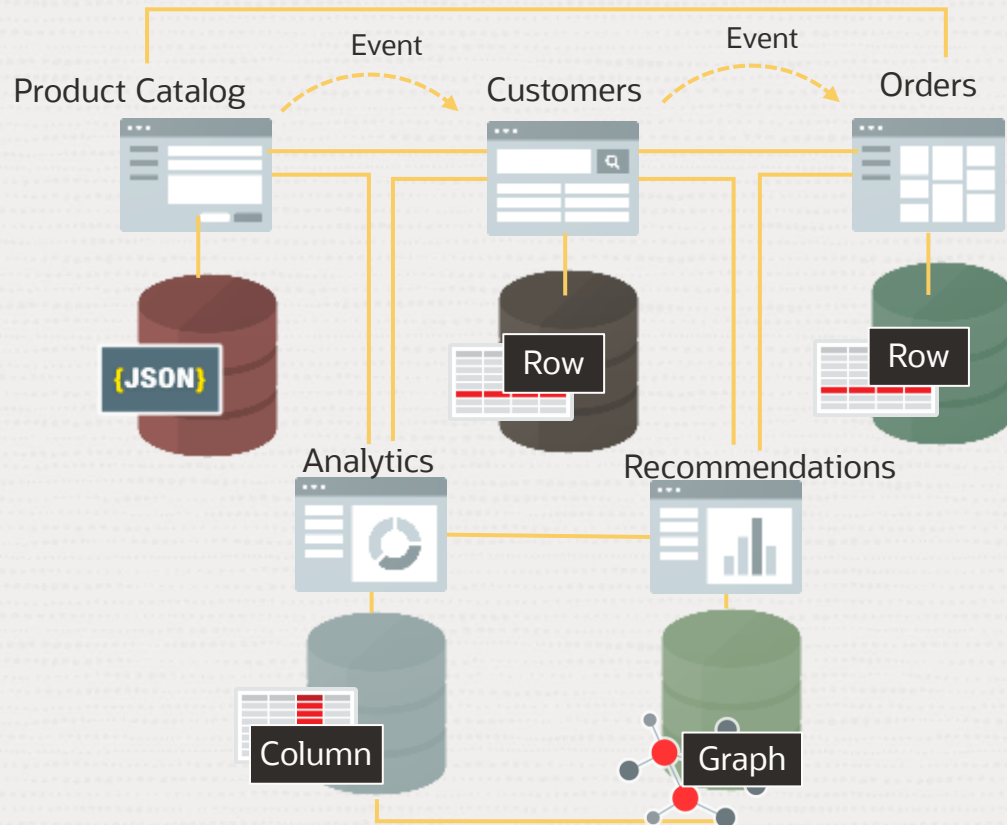 Event
Event
Product Catalog
Customers
Orders
{JSON}
Row
Row
Analytics
Recommendations
Column
Graph